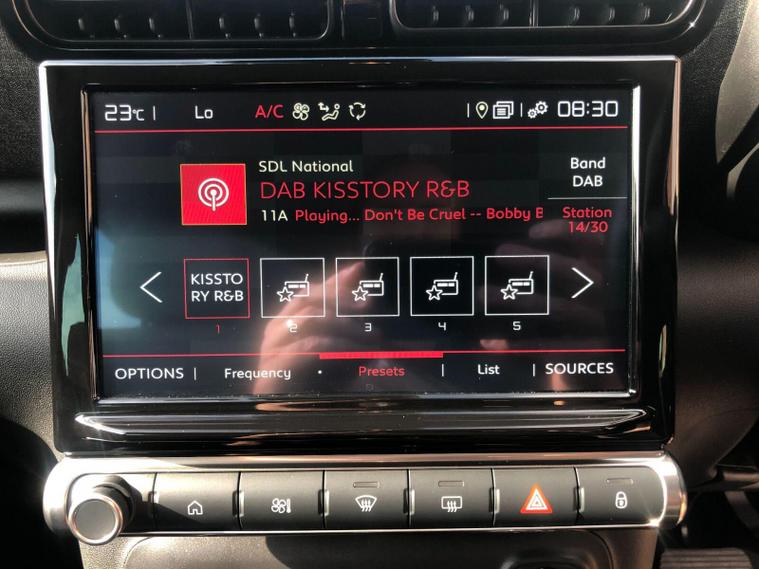 23°C | Lo A/C | | 08:30
SDL National
DAB KISSTORY R&B
11A Playing... Don't Be Cruel -- Bobby B
Band
DAB
Station
14/30
KISSTO
RY R&B
1 2 3 4 5
OPTIONS | Frequency • Presets | List | SOURCES